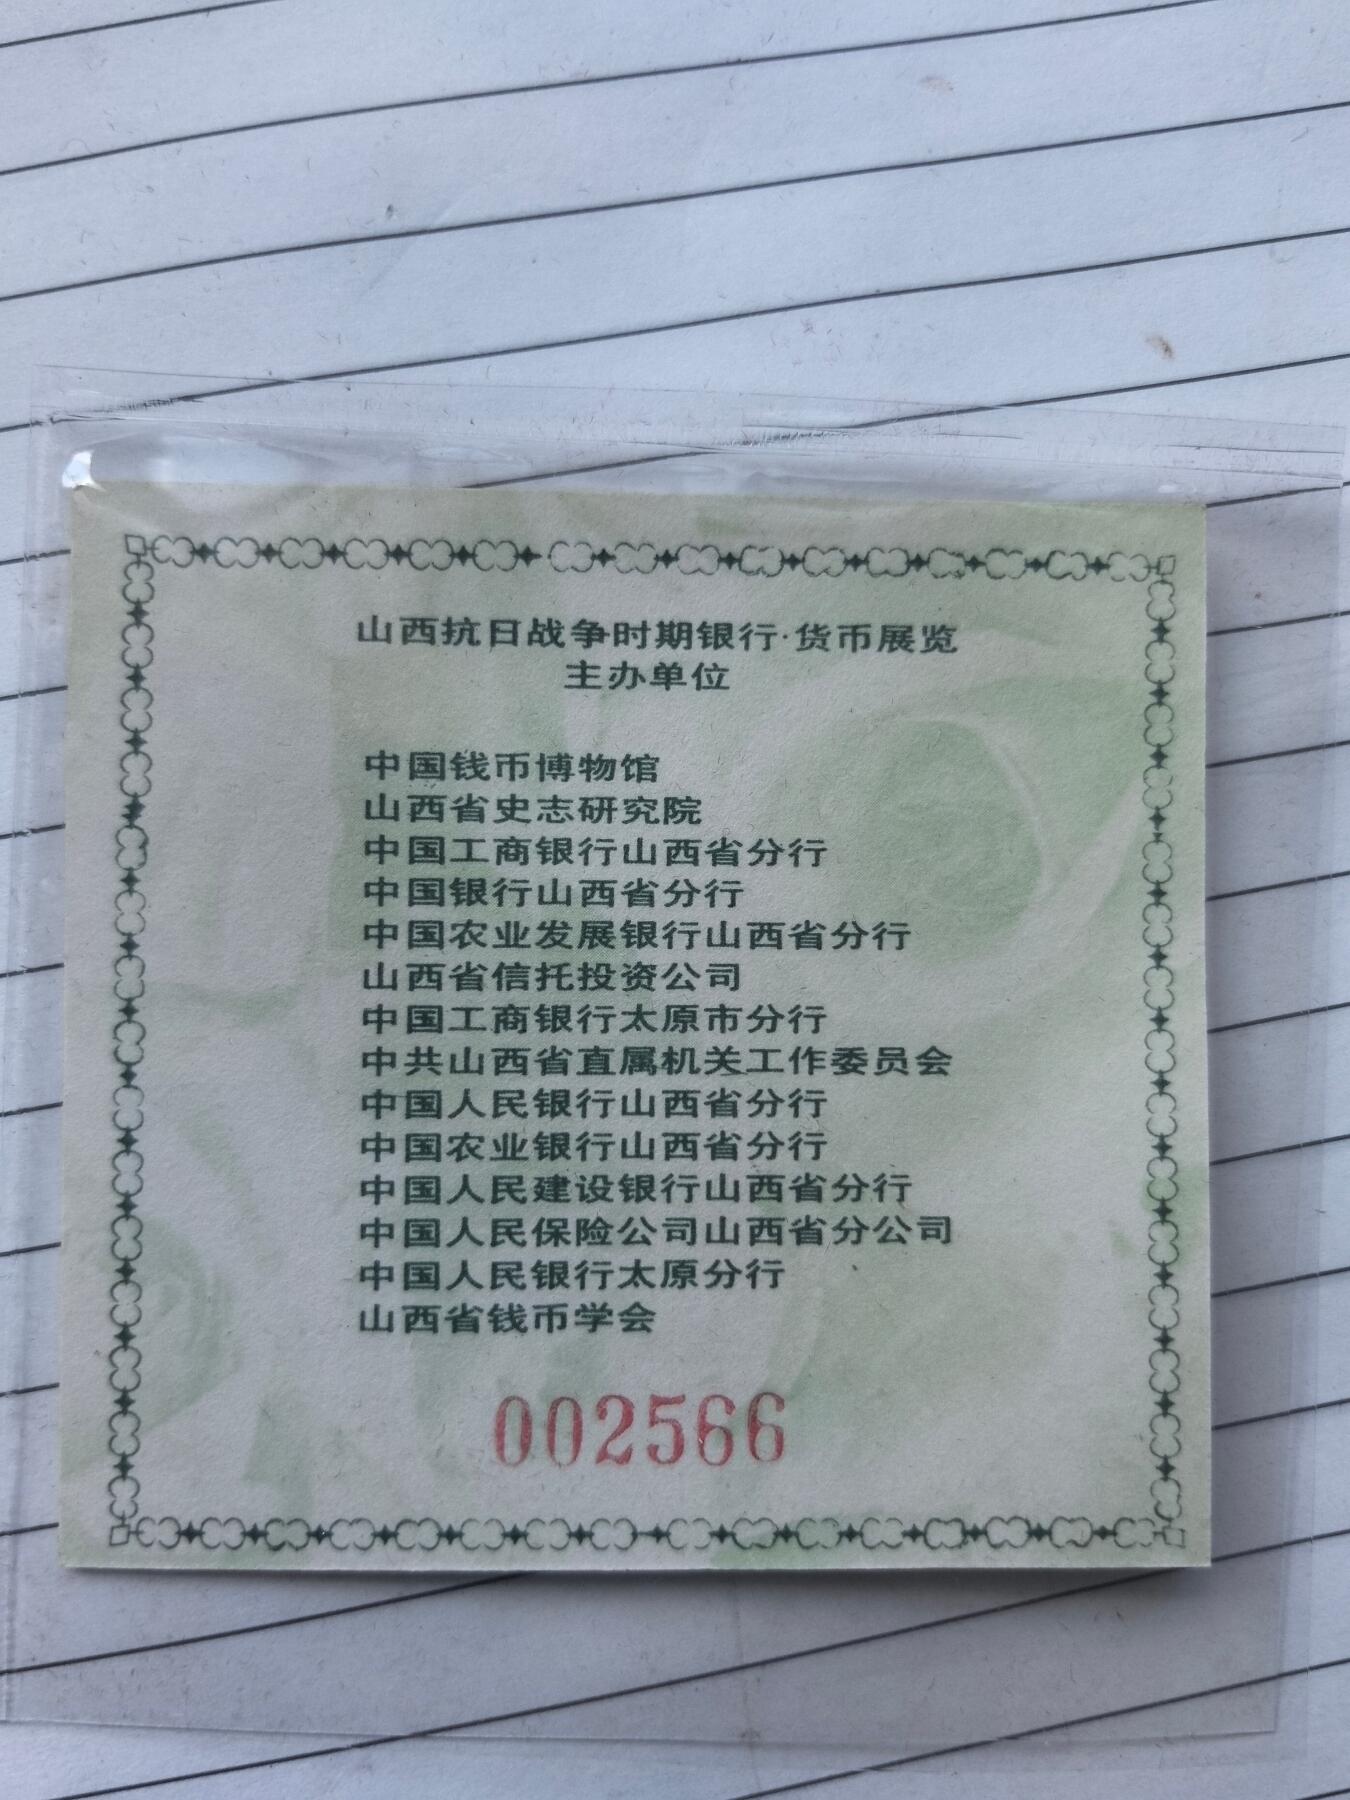 山西抗日战争时期银行·货币展览
主办单位
中国钱币博物馆
山西省史志研究院
中国工商银行山西省分行
中国银行山西省分行
中国农业发展银行山西省分行
山西省信托投资公司
中国工商银行太原市分行
中共山西省直属机关工作委员会
中国人民银行山西省分行
中国农业银行山西省分行
中国人民建设银行山西省分行
中国人民保险公司山西省分公司
中国人民银行太原分行
山西省钱币学会
002566